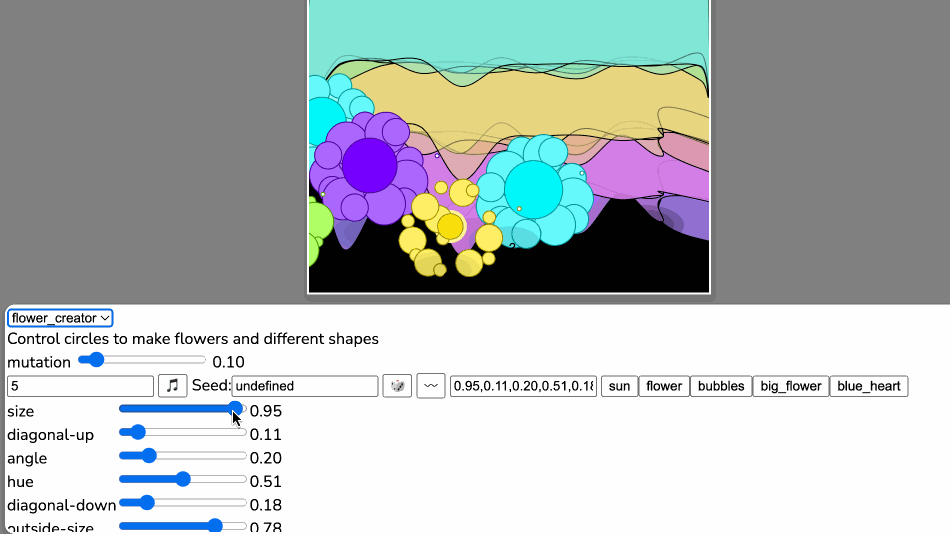 2
flower_creator
Control circles to make flowers and different shapes
mutation 0.10
5 Seed: undefined 0.95,0.11,0.20,0.51,0.18 sun flower bubbles big_flower blue_heart
size 0.95
diagonal-up 0.11
angle 0.20
hue 0.51
diagonal-down 0.18
outside-size 0.78